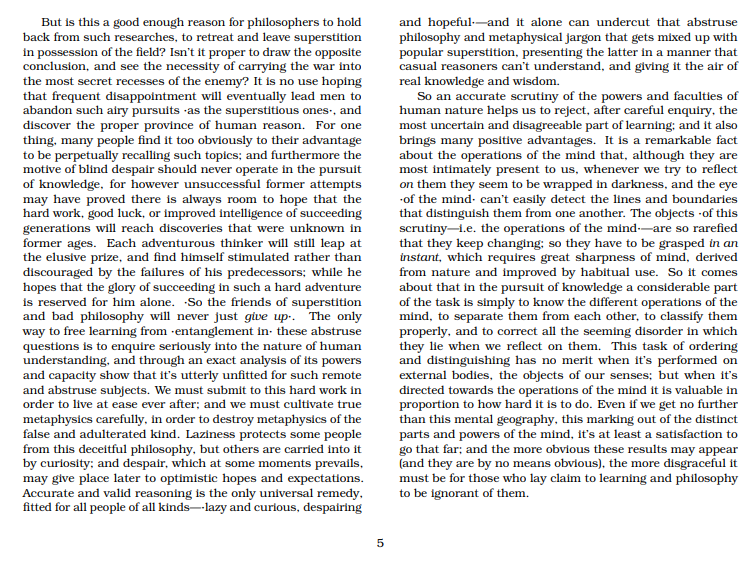 But is this a good enough reason for philosophers to hold
back from such researches, to retreat and leave superstition
in possession of the field? Isn't it proper to draw the opposite
conclusion, and see the necessity of carrying the war into
the most secret recesses of the enemy? It is no use hoping
that frequent disappointment will eventually lead men to
abandon such airy pursuits ·as the superstitious ones·, and
discover the proper province of human reason. For one
thing, many people find it too obviously to their advantage
to be perpetually recalling such topics; and furthermore the
motive of blind despair should never operate in the pursuit
of knowledge, for however unsuccessful former attempts
may have proved there is always room to hope that the
hard work, good luck, or improved intelligence of succeeding
generations will reach discoveries that were unknown in
former ages. Each adventurous thinker will still leap at
the elusive prize, and find himself stimulated rather than
discouraged by the failures of his predecessors; while he
hopes that the glory of succeeding in such a hard adventure
is reserved for him alone. ·So the friends of superstition
and bad philosophy will never just give up·. The only
way to free learning from ·entanglement in· these abstruse
questions is to enquire seriously into the nature of human
understanding, and through an exact analysis of its powers
and capacity show that it's utterly unfitted for such remote
and abstruse subjects. We must submit to this hard work in
order to live at ease ever after; and we must cultivate true
metaphysics carefully, in order to destroy metaphysics of the
false and adulterated kind. Laziness protects some people
from this deceitful philosophy, but others are carried into it
by curiosity; and despair, which at some moments prevails,
may give place later to optimistic hopes and expectations.
Accurate and valid reasoning is the only universal remedy,
fitted for all people of all kinds—·lazy and curious, despairing
and hopeful·—and it alone can undercut that abstruse
philosophy and metaphysical jargon that gets mixed up with
popular superstition, presenting the latter in a manner that
casual reasoners can't understand, and giving it the air of
real knowledge and wisdom.
So an accurate scrutiny of the powers and faculties of
human nature helps us to reject, after careful enquiry, the
most uncertain and disagreeable part of learning; and it also
brings many positive advantages. It is a remarkable fact
about the operations of the mind that, although they are
most intimately present to us, whenever we try to reflect
on them they seem to be wrapped in darkness, and the eye
·of the mind· can't easily detect the lines and boundaries
that distinguish them from one another. The objects ·of this
scrutiny—i.e. the operations of the mind·—are so rarefied
that they keep changing; so they have to be grasped in an
instant, which requires great sharpness of mind, derived
from nature and improved by habitual use. So it comes
about that in the pursuit of knowledge a considerable part
of the task is simply to know the different operations of the
mind, to separate them from each other, to classify them
properly, and to correct all the seeming disorder in which
they lie when we reflect on them. This task of ordering
and distinguishing has no merit when it's performed on
external bodies, the objects of our senses; but when it's
directed towards the operations of the mind it is valuable in
proportion to how hard it is to do. Even if we get no further
than this mental geography, this marking out of the distinct
parts and powers of the mind, it's at least a satisfaction to
go that far; and the more obvious these results may appear
(and they are by no means obvious), the more disgraceful it
must be for those who lay claim to learning and philosophy
to be ignorant of them.
5